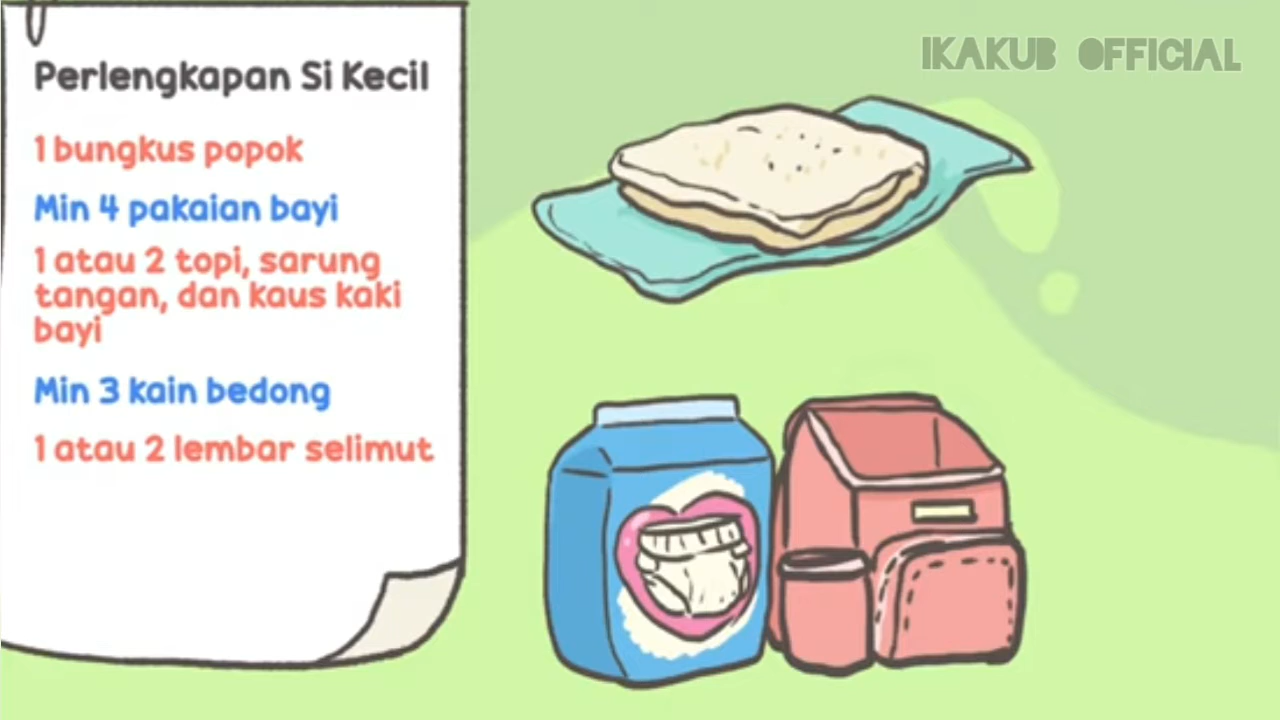 IKAKUB OFFICIAL
Perlengkapan Si Kecil
1 bungkus popok
Min 4 pakaian bayi
1 atau 2 topi, sarung
tangan, dan kaus kaki
bayi
Min 3 kain bedong
1 atau 2 lembar selimut